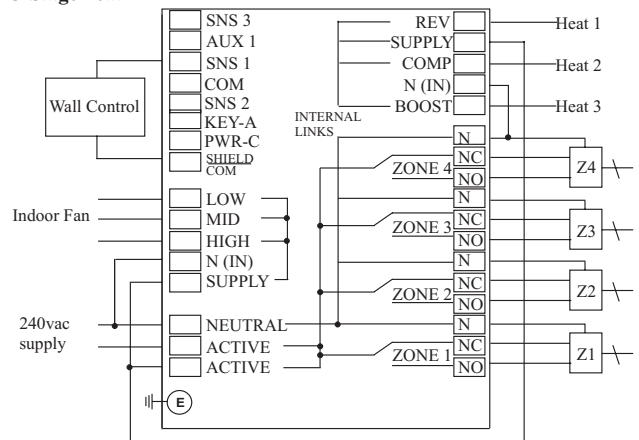 SNS 3
AUX 1
SNS 1
COM
SNS 2
KEY-A
PWR-C
SHIELD
COM
Wall Control
LOW
MID
HIGH
N (IN)
SUPPLY
Indoor Fan
NEUTRAL
ACTIVE
ACTIVE
240vac
supply
E
REV
SUPPLY
COMP
N (IN)
BOOST
Heat 1
Heat 2
Heat 3
INTERNAL
LINKS
N
NC
ZONE 4
NO
Z4
N
NC
ZONE 3
NO
Z3
N
NC
ZONE 2
NO
Z2
N
NC
ZONE 1
NO
Z1